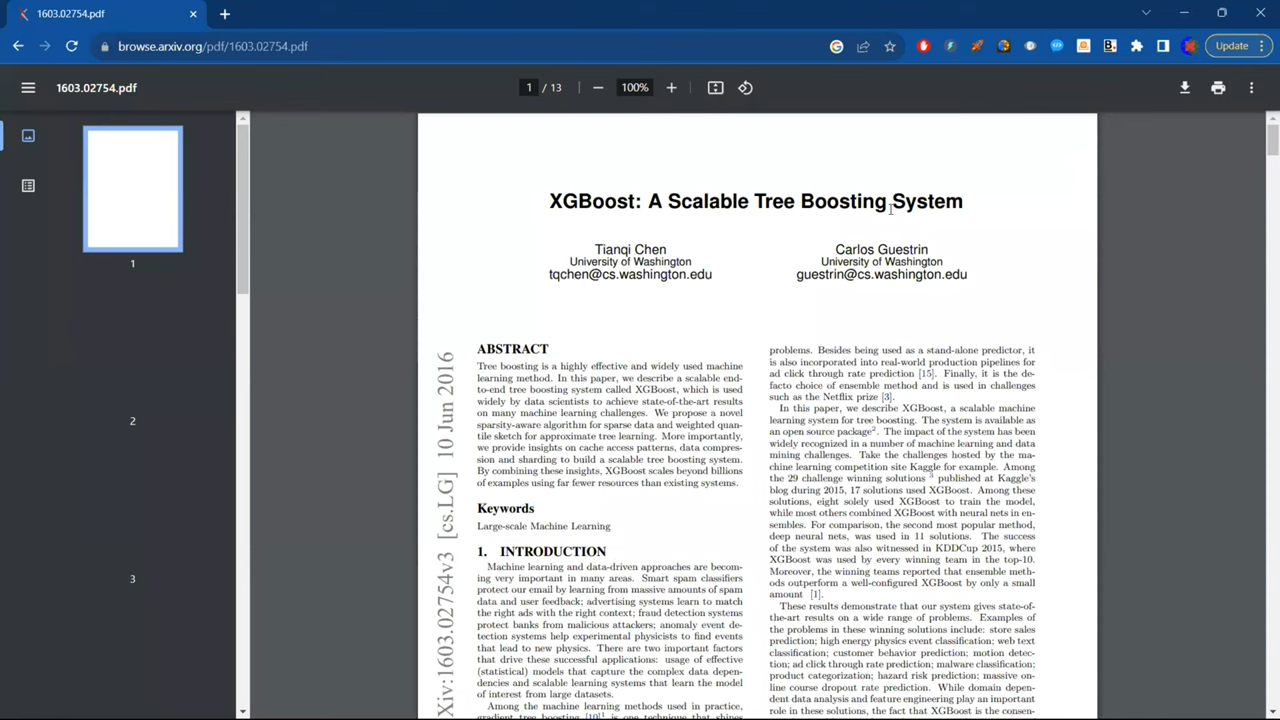 1603.02754.pdf
browse.arxiv.org/pdf/1603.02754.pdf
Update
1603.02754.pdf
1 / 13
100%
1
2
3
XGBoost: A Scalable Tree Boosting System
Tianqi Chen
University of Washington
tqchen@cs.washington.edu
Carlos Guestrin
University of Washington
guestrin@cs.washington.edu
Xiv:1603.02754v3 [cs.LG] 10 Jun 2016
ABSTRACT
Tree boosting is a highly effective and widely used machine
learning method. In this paper, we describe a scalable end-
to-end tree boosting system called XGBoost, which is used
widely by data scientists to achieve state-of-the-art results
on many machine learning challenges. We propose a novel
sparsity-aware algorithm for sparse data and weighted quan-
tile sketch for approximate tree learning. More importantly,
we provide insights on cache access patterns, data compres-
sion and sharding to build a scalable tree boosting system.
By combining these insights, XGBoost scales beyond billions
of examples using far fewer resources than existing systems.
Keywords
Large-scale Machine Learning
1. INTRODUCTION
Machine learning and data-driven approaches are becom-
ing very important in many areas. Smart spam classifiers
protect our email by learning from massive amounts of spam
data and user feedback; advertising systems learn to match
the right ads with the right context; fraud detection systems
protect banks from malicious attackers; anomaly event de-
tection systems help experimental physicists to find events
that lead to new physics. There are two important factors
that drive these successful applications: usage of effective
(statistical) models that capture the complex data depen-
dencies and scalable learning systems that learn the model
of interest from large datasets.
Among the machine learning methods used in practice,
gradient tree boosting [10]1 is one technique that shines
problems. Besides being used as a stand-alone predictor, it
is also incorporated into real-world production pipelines for
ad click through rate prediction [15]. Finally, it is the de-
facto choice of ensemble method and is used in challenges
such as the Netflix prize [3].
In this paper, we describe XGBoost, a scalable machine
learning system for tree boosting. The system is available as
an open source package2. The impact of the system has been
widely recognized in a number of machine learning and data
mining challenges. Take the challenges hosted by the ma-
chine learning competition site Kaggle for example. Among
the 29 challenge winning solutions 3 published at Kaggle's
blog during 2015, 17 solutions used XGBoost. Among these
solutions, eight solely used XGBoost to train the model,
while most others combined XGBoost with neural nets in en-
sembles. For comparison, the second most popular method,
deep neural nets, was used in 11 solutions. The success
of the system was also witnessed in KDDCup 2015, where
XGBoost was used by every winning team in the top-10.
Moreover, the winning teams reported that ensemble meth-
ods outperform a well-configured XGBoost by only a small
amount [1].
These results demonstrate that our system gives state-of-
the-art results on a wide range of problems. Examples of
the problems in these winning solutions include: store sales
prediction; high energy physics event classification; web text
classification; customer behavior prediction; motion detec-
tion; ad click through rate prediction; malware classification;
product categorization; hazard risk prediction; massive on-
line course dropout rate prediction. While domain depen-
dent data analysis and feature engineering play an important
role in these solutions, the fact that XGBoost is the consen-